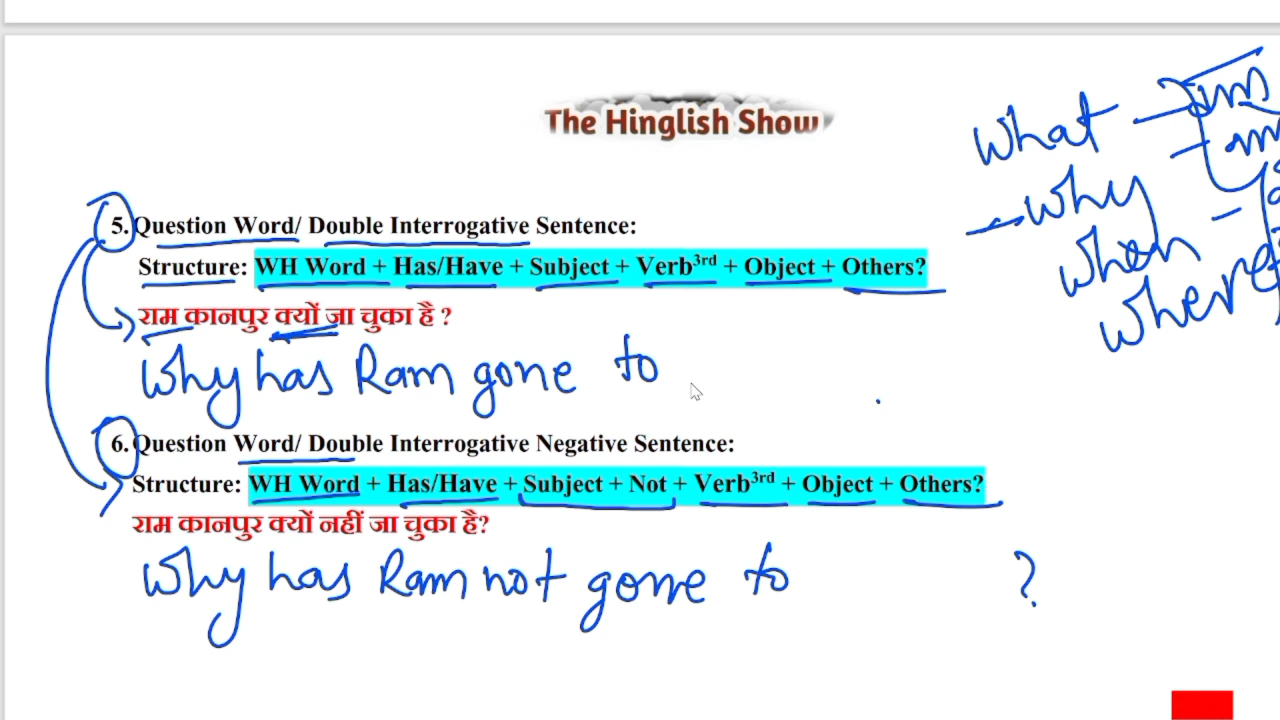 The Hinglish Show
what
why
when
where
5. Question Word/ Double Interrogative Sentence:
Structure: WH Word + Has/Have + Subject + Verb3rd + Object + Others?
राम कानपुर क्यों जा चुका है ?
Why has Ram gone to
6. Question Word/ Double Interrogative Negative Sentence:
Structure: WH Word + Has/Have + Subject + Not + Verb3rd + Object + Others?
राम कानपुर क्यों नहीं जा चुका है?
Why has Ram not gone to ?